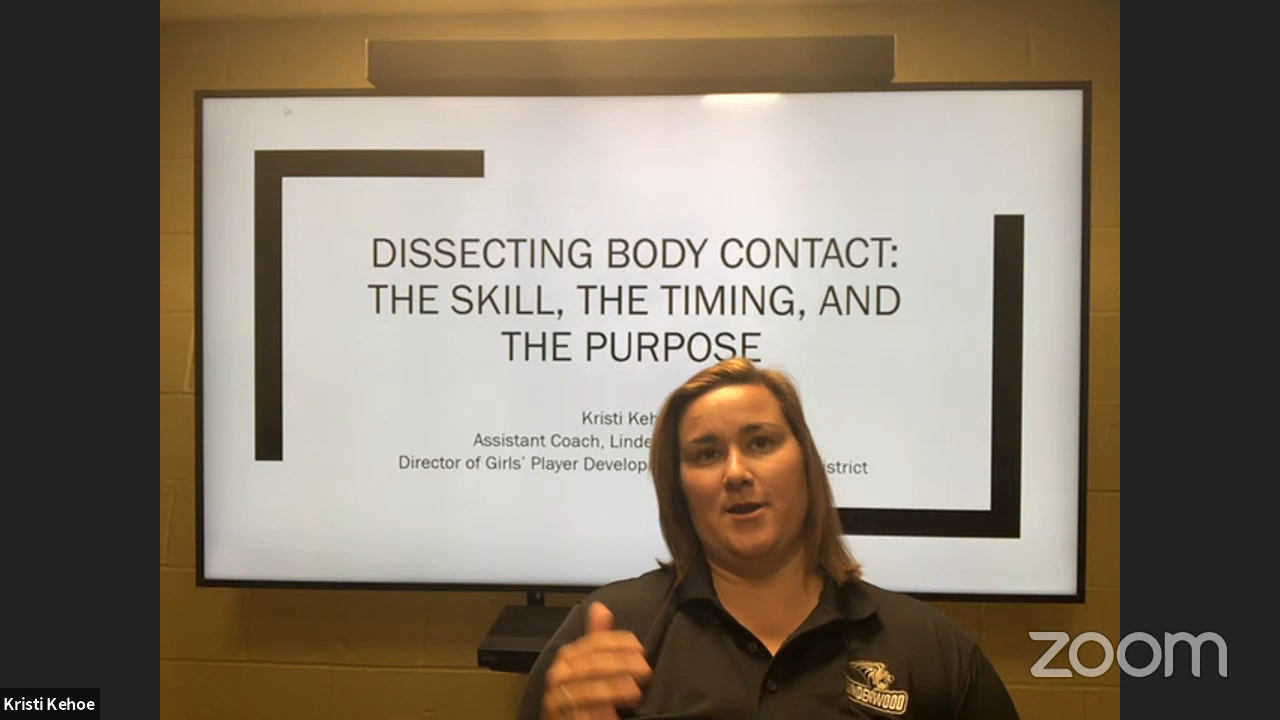 DISSECTING BODY CONTACT:
THE SKILL, THE TIMING, AND
THE PURPOSE
Kristi
Assistant Coach,
Director of Girls' Player
LINDENWOOD
zoom
Kristi Kehoe